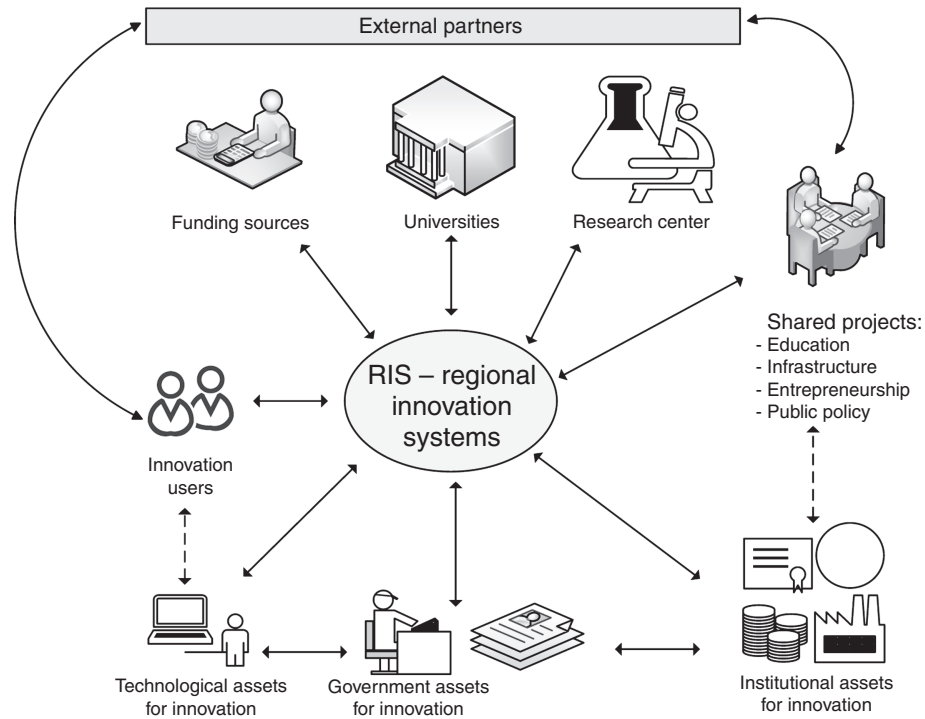 External partners
Funding sources
Universities
Research center
Shared projects:
- Education
- Infrastructure
- Entrepreneurship
- Public policy
RIS – regional
innovation
systems
Innovation
users
Technological assets
for innovation
Government assets
for innovation
Institutional assets
for innovation